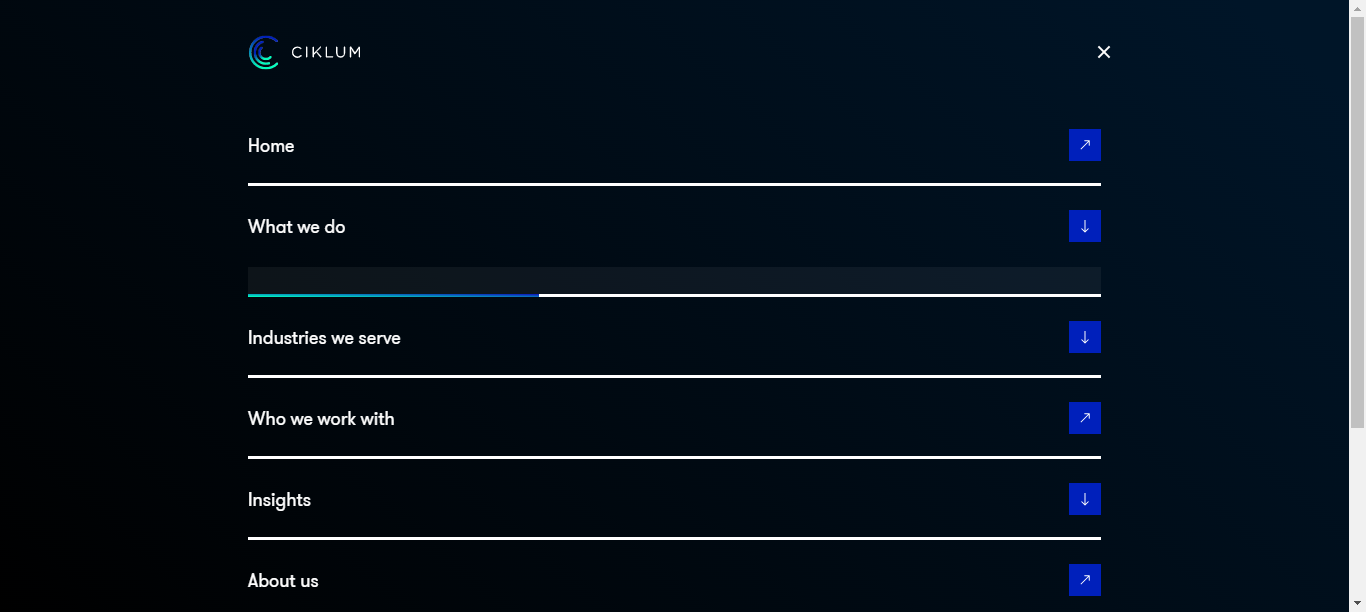 CIKLUM
Home
What we do
Industries we serve
Who we work with
Insights
About us